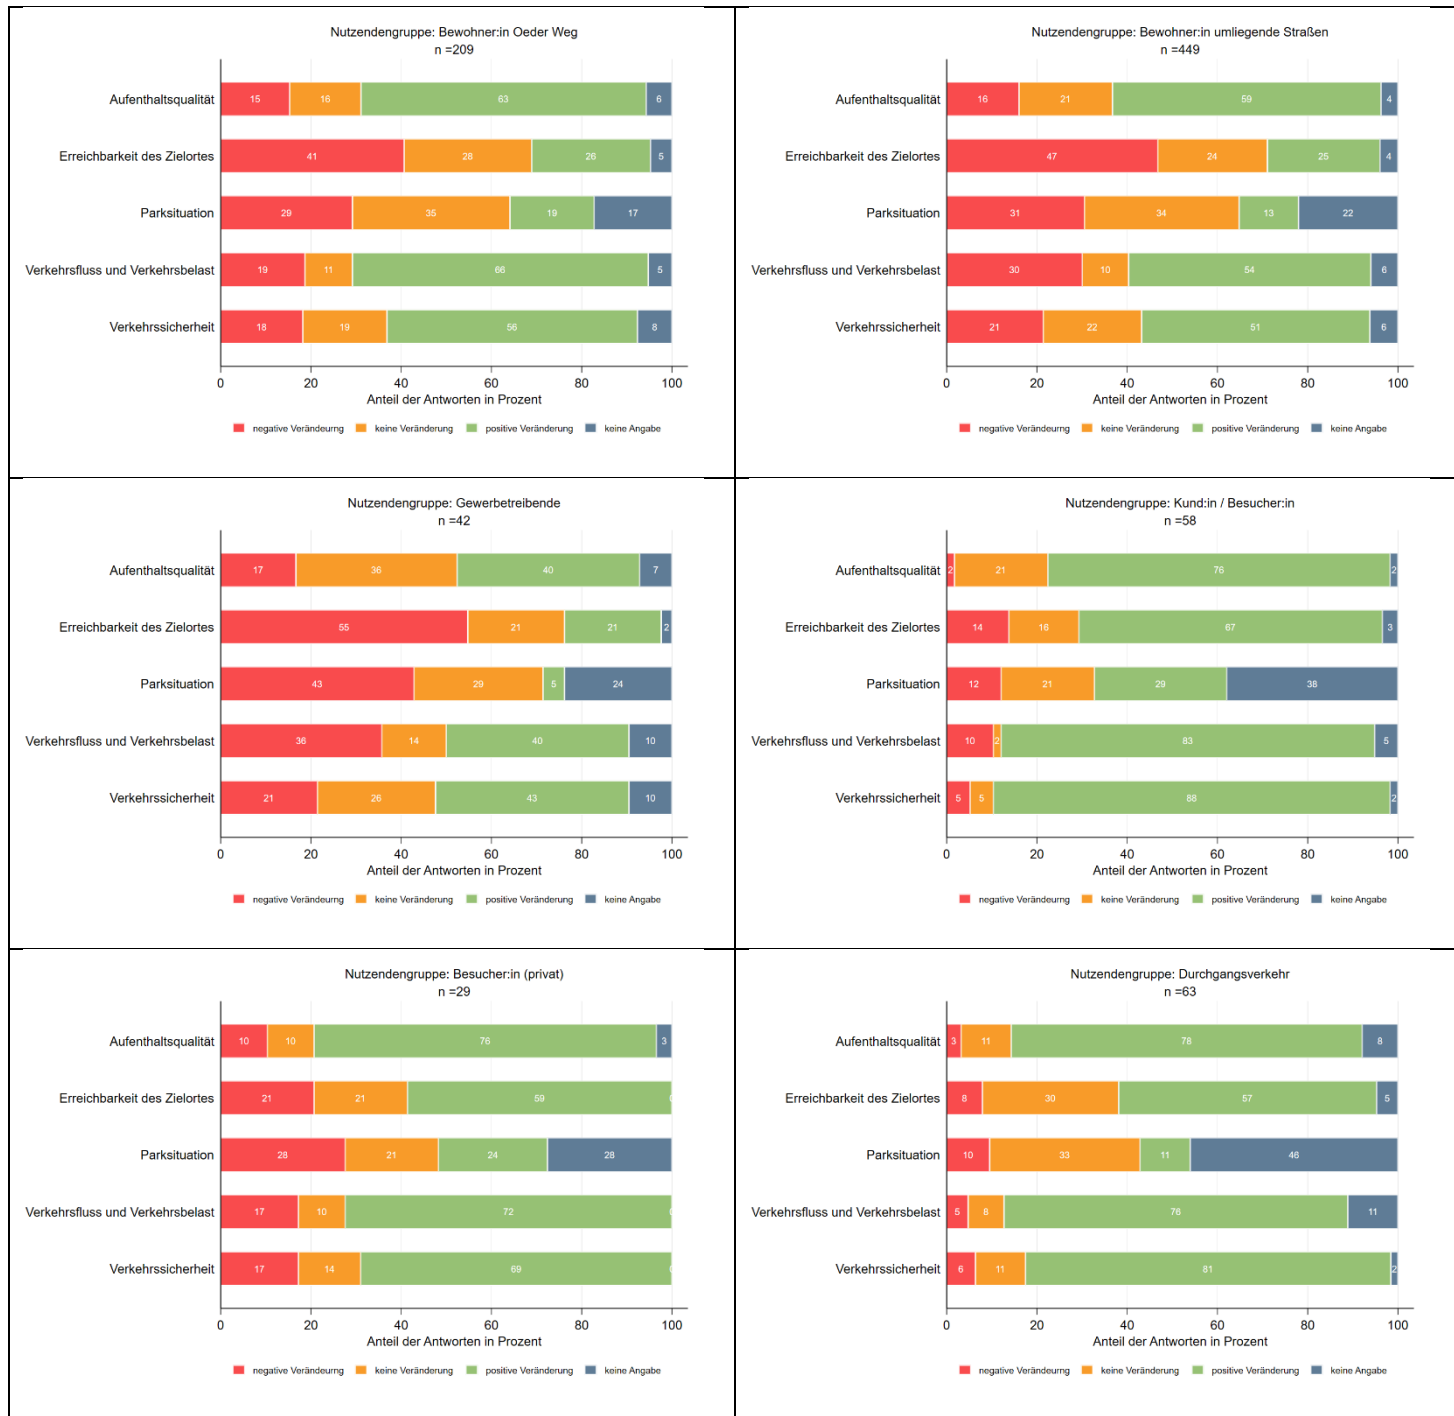 Nutzendengruppe: Bewohner:in Oeder Weg
n =209
Aufenthaltsqualität 15 16 63 6
Erreichbarkeit des Zielortes 41 28 26 5
Parksituation 29 35 19 17
Verkehrsfluss und Verkehrsbelast 19 11 66 5
Verkehrssicherheit 18 19 56 8
0 20 40 60 80 100
Anteil der Antworten in Prozent
negative Verändeurng keine Veränderung positive Veränderung keine Angabe
Nutzendengruppe: Bewohner:in umliegende Straßen
n =449
Aufenthaltsqualität 16 21 59 4
Erreichbarkeit des Zielortes 47 24 25 4
Parksituation 31 34 13 22
Verkehrsfluss und Verkehrsbelast 30 10 54 6
Verkehrssicherheit 21 22 51 6
0 20 40 60 80 100
Anteil der Antworten in Prozent
negative Verändeurng keine Veränderung positive Veränderung keine Angabe
Nutzendengruppe: Gewerbetreibende
n =42
Aufenthaltsqualität 17 36 40 7
Erreichbarkeit des Zielortes 55 21 21 2
Parksituation 43 29 5 24
Verkehrsfluss und Verkehrsbelast 36 14 40 10
Verkehrssicherheit 21 26 43 10
0 20 40 60 80 100
Anteil der Antworten in Prozent
negative Verändeurng keine Veränderung positive Veränderung keine Angabe
Nutzendengruppe: Kund:in / Besucher:in
n =58
Aufenthaltsqualität 2 21 76 2
Erreichbarkeit des Zielortes 14 16 67 3
Parksituation 12 21 29 38
Verkehrsfluss und Verkehrsbelast 10 2 83 5
Verkehrssicherheit 5 5 88 2
0 20 40 60 80 100
Anteil der Antworten in Prozent
negative Verändeurng keine Veränderung positive Veränderung keine Angabe
Nutzendengruppe: Besucher:in (privat)
n =29
Aufenthaltsqualität 10 10 76 3
Erreichbarkeit des Zielortes 21 21 59 0
Parksituation 28 21 24 28
Verkehrsfluss und Verkehrsbelast 17 10 72 0
Verkehrssicherheit 17 14 69 0
0 20 40 60 80 100
Anteil der Antworten in Prozent
negative Verändeurng keine Veränderung positive Veränderung keine Angabe
Nutzendengruppe: Durchgangsverkehr
n =63
Aufenthaltsqualität 3 11 78 8
Erreichbarkeit des Zielortes 8 30 57 5
Parksituation 10 33 11 46
Verkehrsfluss und Verkehrsbelast 5 8 76 11
Verkehrssicherheit 6 11 81 2
0 20 40 60 80 100
Anteil der Antworten in Prozent
negative Verändeurng keine Veränderung positive Veränderung keine Angabe